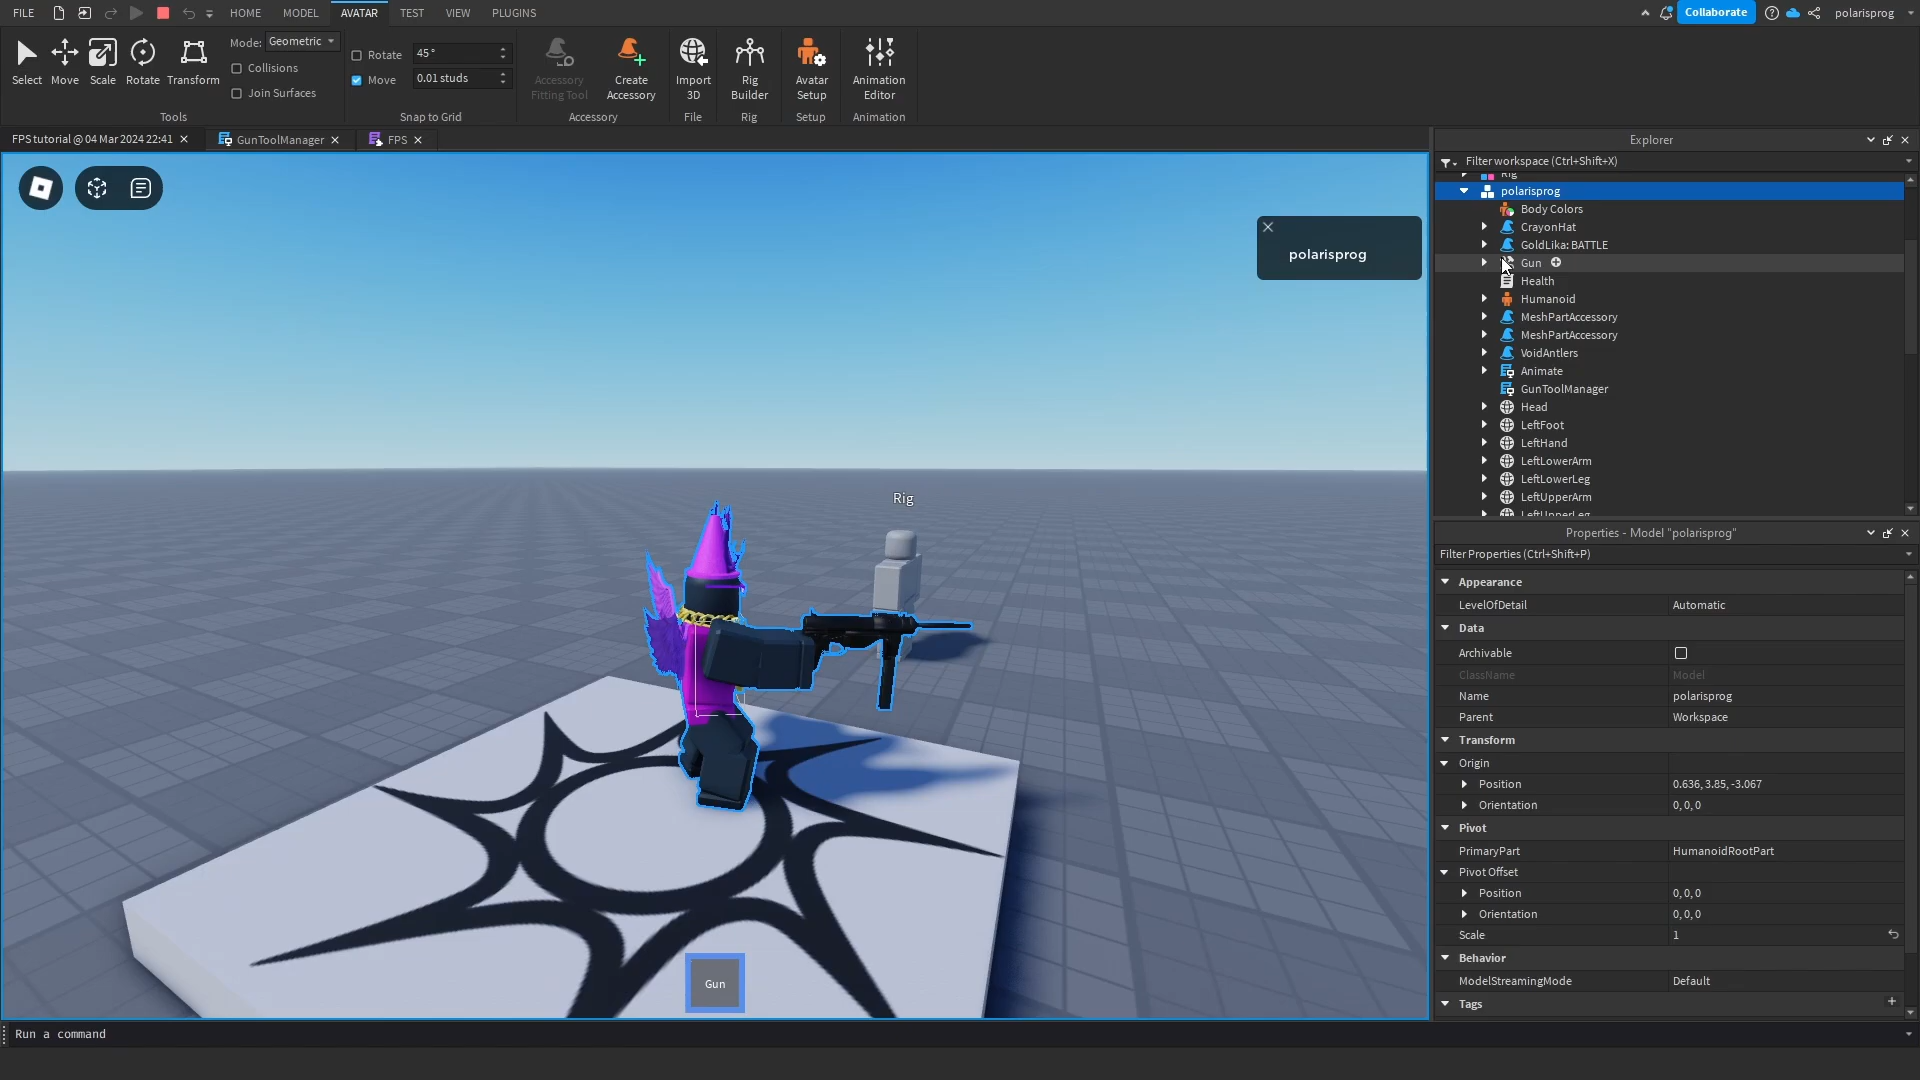 FILE HOME MODEL AVATAR TEST VIEW PLUGINS Collaborate polarisprog
Mode: Geometric
Collisions
Join Surfaces
Rotate 45°
Move 0.01 studs
Select Move Scale Rotate Transform
Accessory Fitting Tool
Create Accessory
Import 3D
Rig Builder
Avatar Setup
Animation Editor
Tools Snap to Grid Accessory File Rig Setup Animation
FPS tutorial @ 04 Mar 2024 22:41 GunToolManager FPS
polarisprog
Rig
Gun
Explorer
Filter workspace (Ctrl+Shift+X)
Rig
polarisprog
Body Colors
CrayonHat
GoldLika: BATTLE
Gun
Health
Humanoid
MeshPartAccessory
MeshPartAccessory
VoidAntlers
Animate
GunToolManager
Head
LeftFoot
LeftHand
LeftLowerArm
LeftLowerLeg
LeftUpperArm
LeftUpperLeg
Properties - Model "polarisprog"
Filter Properties (Ctrl+Shift+P)
Appearance
LevelOfDetail Automatic
Data
Archivable
ClassName Model
Name polarisprog
Parent Workspace
Transform
Origin
Position 0.636, 3.85, -3.067
Orientation 0, 0, 0
Pivot
PrimaryPart HumanoidRootPart
Pivot Offset
Position 0, 0, 0
Orientation 0, 0, 0
Scale 1
Behavior
ModelStreamingMode Default
Tags
Run a command